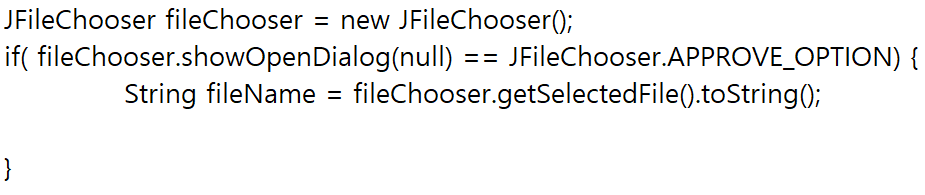 JFileChooser fileChooser = new JFileChooser();
if( fileChooser.showOpenDialog(null) == JFileChooser.APPROVE_OPTION) {
String fileName = fileChooser.getSelectedFile().toString();
}